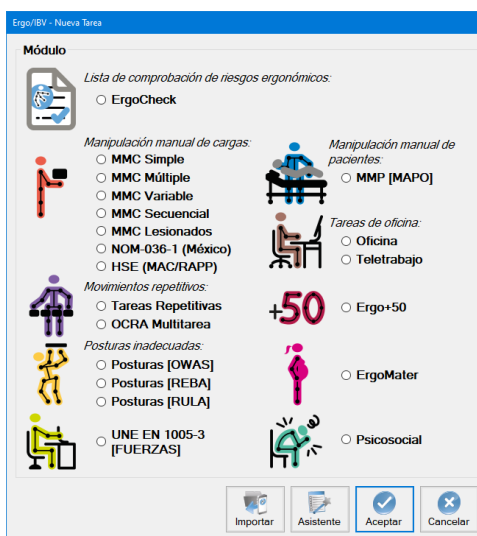 Ergo/IBV - Nueva Tarea
Módulo
Lista de comprobación de riesgos ergonómicos:
ErgoCheck
Manipulación manual de cargas:
MMC Simple
MMC Múltiple
MMC Variable
MMC Secuencial
MMC Lesionados
NOM-036-1 (México)
HSE (MAC/RAPP)
Movimientos repetitivos:
Tareas Repetitivas
OCRA Multitarea
Posturas inadecuadas:
Posturas [OWAS]
Posturas [REBA]
Posturas [RULA]
UNE EN 1005-3
[FUERZAS]
Manipulación manual de
pacientes:
MMP [MAPO]
Tareas de oficina:
Oficina
Teletrabajo
+50
Ergo+50
ErgoMater
Psicosocial
Importar
Asistente
Aceptar
Cancelar